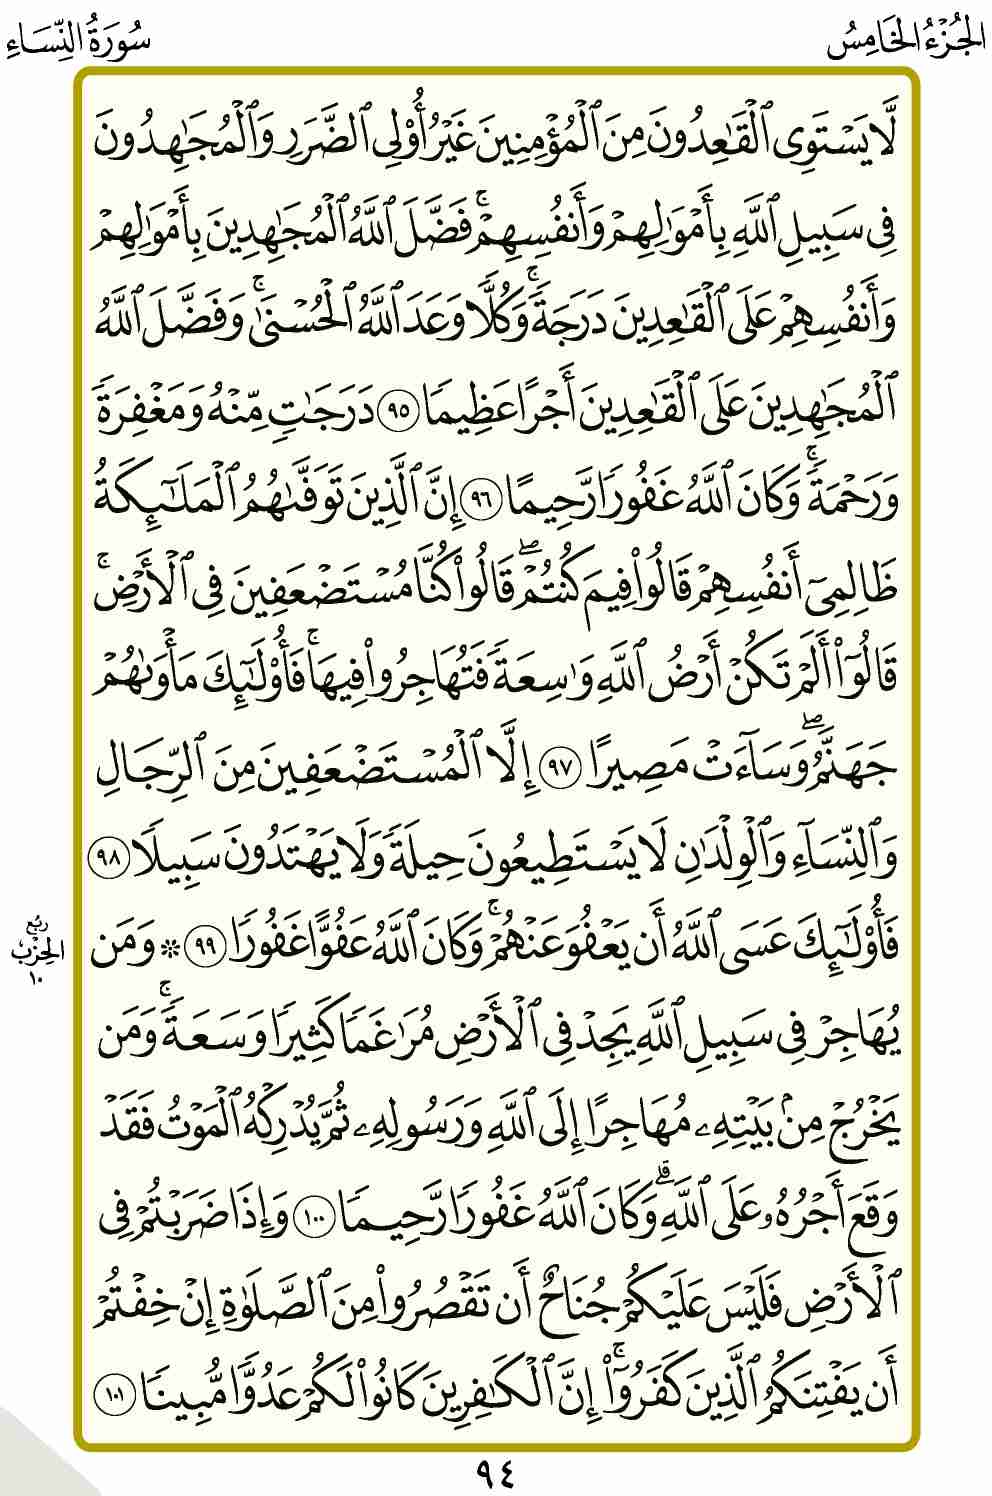 الجُزْءُ الخَامِسُ
سُورَةُ النِّسَاءِ
لَّا يَسْتَوِى ٱلْقَـٰعِدُونَ مِنَ ٱلْمُؤْمِنِينَ غَيْرُ أُو۟لِى ٱلضَّرَرِ وَٱلْمُجَـٰهِدُونَ
فِى سَبِيلِ ٱللَّهِ بِأَمْوَٰلِهِمْ وَأَنفُسِهِمْ ۚ فَضَّلَ ٱللَّهُ ٱلْمُجَـٰهِدِينَ بِأَمْوَٰلِهِمْ
وَأَنفُسِهِمْ عَلَى ٱلْقَـٰعِدِينَ دَرَجَةً ۚ وَكُلًّا وَعَدَ ٱللَّهُ ٱلْحُسْنَىٰ ۚ وَفَضَّلَ ٱللَّهُ
ٱلْمُجَـٰهِدِينَ عَلَى ٱلْقَـٰعِدِينَ أَجْرًا عَظِيمًا ٩٥ دَرَجَـٰتٍ مِّنْهُ وَمَغْفِرَةً
وَرَحْمَةً ۚ وَكَانَ ٱللَّهُ غَفُورًا رَّحِيمًا ٩٦ إِنَّ ٱلَّذِينَ تَوَفَّىٰهُمُ ٱلْمَلَـٰٓئِكَةُ
ظَالِمِىٓ أَنفُسِهِمْ قَالُوا۟ فِيمَ كُنتُمْ ۖ قَالُوا۟ كُنَّا مُسْتَضْعَفِينَ فِى ٱلْأَرْضِ ۚ
قَالُوٓا۟ أَلَمْ تَكُنْ أَرْضُ ٱللَّهِ وَٰسِعَةً فَتُهَاجِرُوا۟ فِيهَا ۚ فَأُو۟لَـٰٓئِكَ مَأْوَىٰهُمْ
جَهَنَّمُ ۖ وَسَآءَتْ مَصِيرًا ٩٧ إِلَّا ٱلْمُسْتَضْعَفِينَ مِنَ ٱلرِّجَالِ
وَٱلنِّسَآءِ وَٱلْوِلْدَٰنِ لَا يَسْتَطِيعُونَ حِيلَةً وَلَا يَهْتَدُونَ سَبِيلًا ٩٨
فَأُو۟لَـٰٓئِكَ عَسَى ٱللَّهُ أَن يَعْفُوَ عَنْهُمْ ۚ وَكَانَ ٱللَّهُ عَفُوًّا غَفُورًا ٩٩ * وَمَن
رُبُع
الحِزْب
١٠
يُهَاجِرْ فِى سَبِيلِ ٱللَّهِ يَجِدْ فِى ٱلْأَرْضِ مُرَٰغَمًا كَثِيرًا وَسَعَةً ۚ وَمَن
يَخْرُجْ مِنۢ بَيْتِهِۦ مُهَاجِرًا إِلَى ٱللَّهِ وَرَسُولِهِۦ ثُمَّ يُدْرِكْهُ ٱلْمَوْتُ فَقَدْ
وَقَعَ أَجْرُهُۥ عَلَى ٱللَّهِ ۗ وَكَانَ ٱللَّهُ غَفُورًا رَّحِيمًا ١٠٠ وَإِذَا ضَرَبْتُمْ فِى
ٱلْأَرْضِ فَلَيْسَ عَلَيْكُمْ جُنَاحٌ أَن تَقْصُرُوا۟ مِنَ ٱلصَّلَوٰةِ إِنْ خِفْتُمْ
أَن يَفْتِنَكُمُ ٱلَّذِينَ كَفَرُوٓا۟ ۚ إِنَّ ٱلْكَـٰفِرِينَ كَانُوا۟ لَكُمْ عَدُوًّا مُّبِينًا ١٠١
٩٤